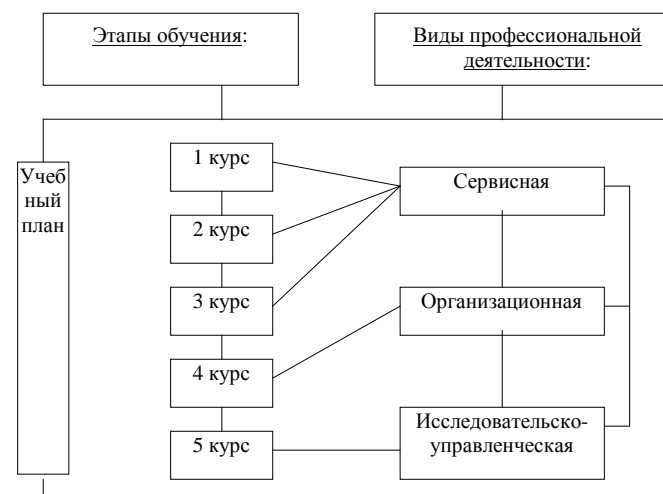 Этапы обучения:
Виды профессиональной
деятельности:
Учеб
ный
план
1 курс
2 курс
3 курс
4 курс
5 курс
Сервисная
Организационная
Исследовательско-
управленческая